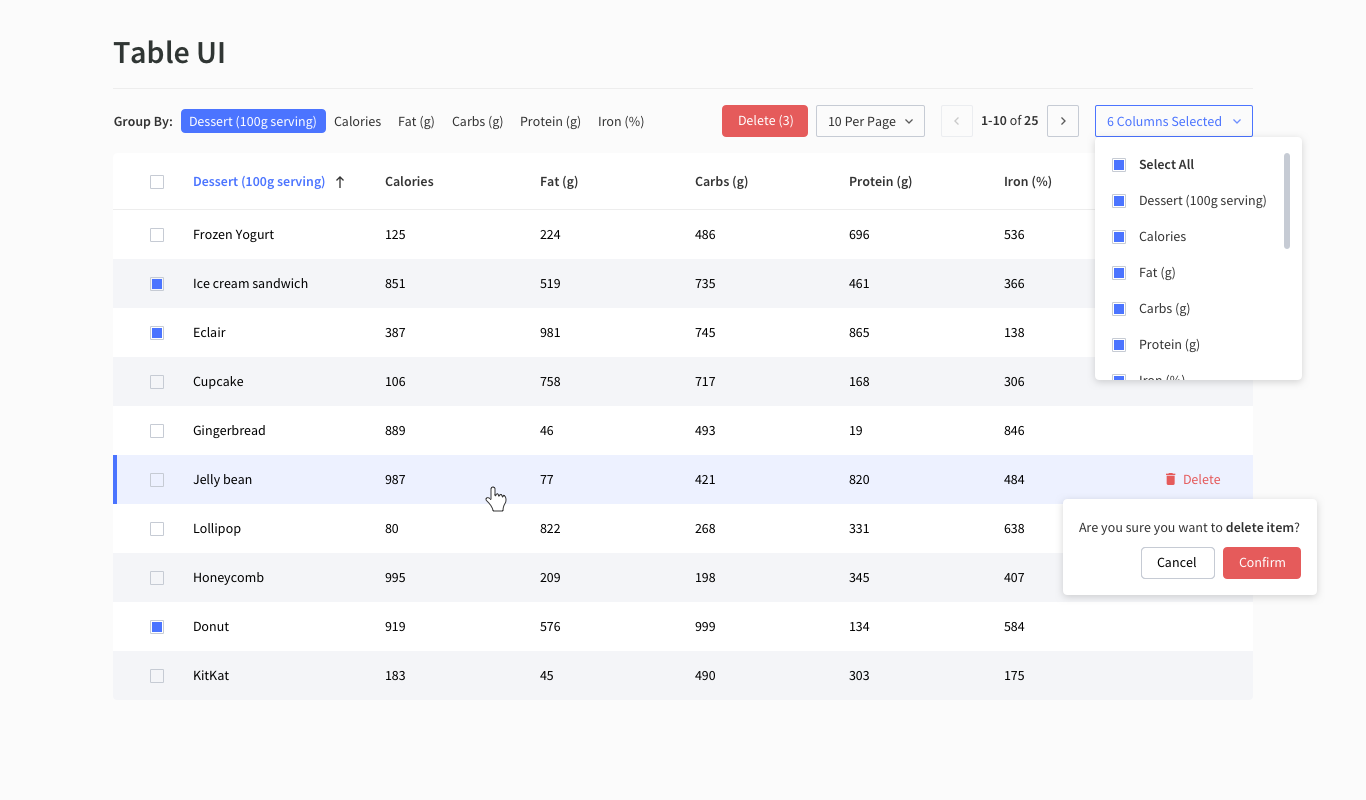 Table UI
Group By: Dessert (100g serving) Calories Fat (g) Carbs (g) Protein (g) Iron (%) Delete (3) 10 Per Page 1-10 of 25 6 Columns Selected
Select All
Dessert (100g serving)
Calories
Fat (g)
Carbs (g)
Protein (g)
Iron (%)
Dessert (100g serving) Calories Fat (g) Carbs (g) Protein (g) Iron (%)
Frozen Yogurt 125 224 486 696 536
Ice cream sandwich 851 519 735 461 366
Eclair 387 981 745 865 138
Cupcake 106 758 717 168 306
Gingerbread 889 46 493 19 846
Jelly bean 987 77 421 820 484 Delete
Are you sure you want to delete item?
Cancel Confirm
Lollipop 80 822 268 331 638
Honeycomb 995 209 198 345 407
Donut 919 576 999 134 584
KitKat 183 45 490 303 175